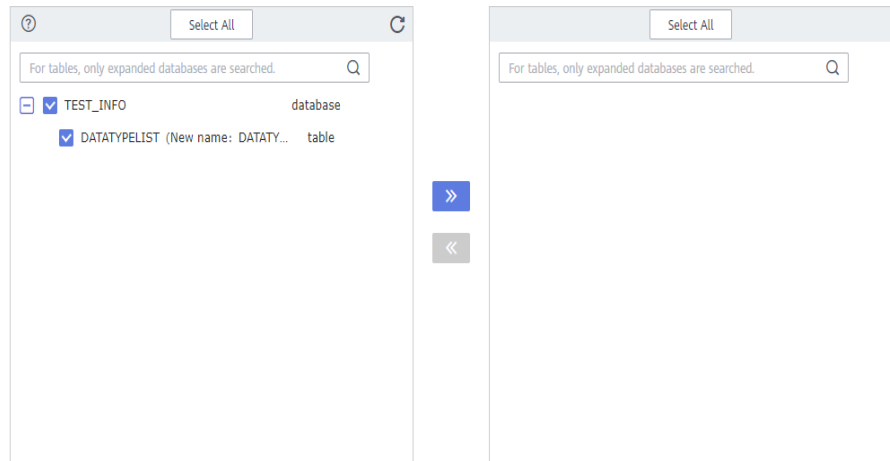 Select All
For tables, only expanded databases are searched.
TEST_INFO database
DATATYPELIST (New name: DATATY... table
Select All
For tables, only expanded databases are searched.